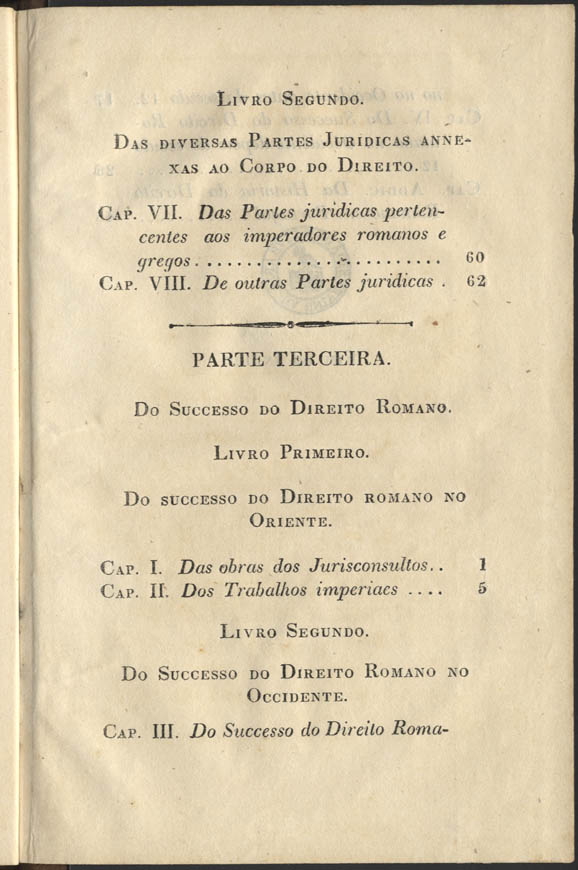 Livro Segundo.
Das diversas Partes Juridicas anne-
xas ao Corpo do Direito.
Cap. VII. Das Partes juridicas perten-
centes aos imperadores romanos e
gregos. . . . . . . . . . . . . . . . . . . . . . . . 60
Cap. VIII. De outras Partes juridicas . 62
PARTE TERCEIRA.
Do Successo do Direito Romano.
Livro Primeiro.
Do successo do Direito romano no
Oriente.
Cap. I. Das obras dos Jurisconsultos. . 1
Cap. II. Dos Trabalhos imperiaes . . . . 5
Livro Segundo.
Do Successo do Direito Romano no
Occidente.
Cap. III. Do Successo do Direito Roma-